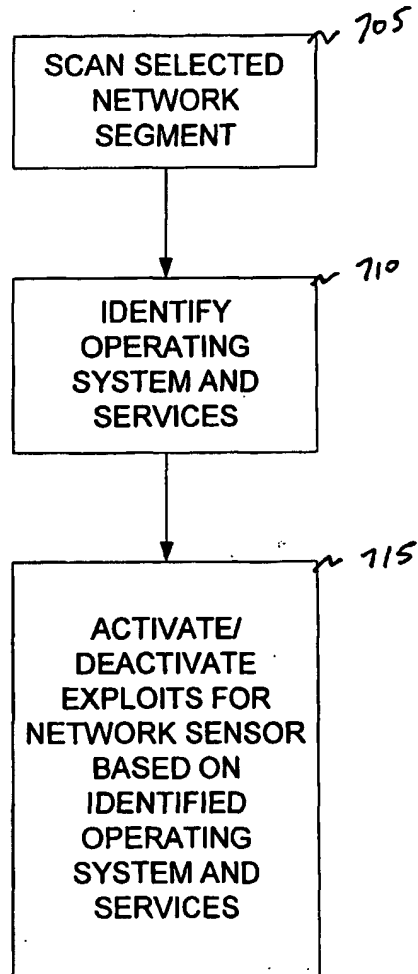 705
SCAN SELECTED
NETWORK
SEGMENT
710
IDENTIFY
OPERATING
SYSTEM AND
SERVICES
715
ACTIVATE/
DEACTIVATE
EXPLOITS FOR
NETWORK SENSOR
BASED ON
IDENTIFIED
OPERATING
SYSTEM AND
SERVICES